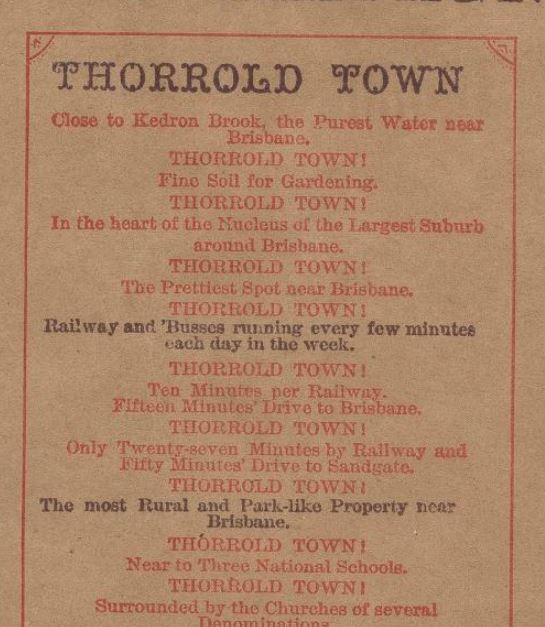 THORROLD TOWN
Close to Kedron Brook, the Purest Water near
Brisbane.
THORROLD TOWN!
Fine Soil for Gardening.
THORROLD TOWN!
In the heart of the Nucleus of the Largest Suburb
around Brisbane.
THORROLD TOWN!
The Prettiest Spot near Brisbane.
THORROLD TOWN!
Railway and 'Busses running every few minutes
each day in the week.
THORROLD TOWN!
Ten Minutes per Railway.
Fifteen Minutes' Drive to Brisbane.
THORROLD TOWN!
Only Twenty-seven Minutes by Railway and
Fifty Minutes' Drive to Sandgate.
THORROLD TOWN!
The most Rural and Park-like Property near
Brisbane.
THORROLD TOWN!
Near to Three National Schools.
THORROLD TOWN!
Surrounded by the Churches of several
Denominations.